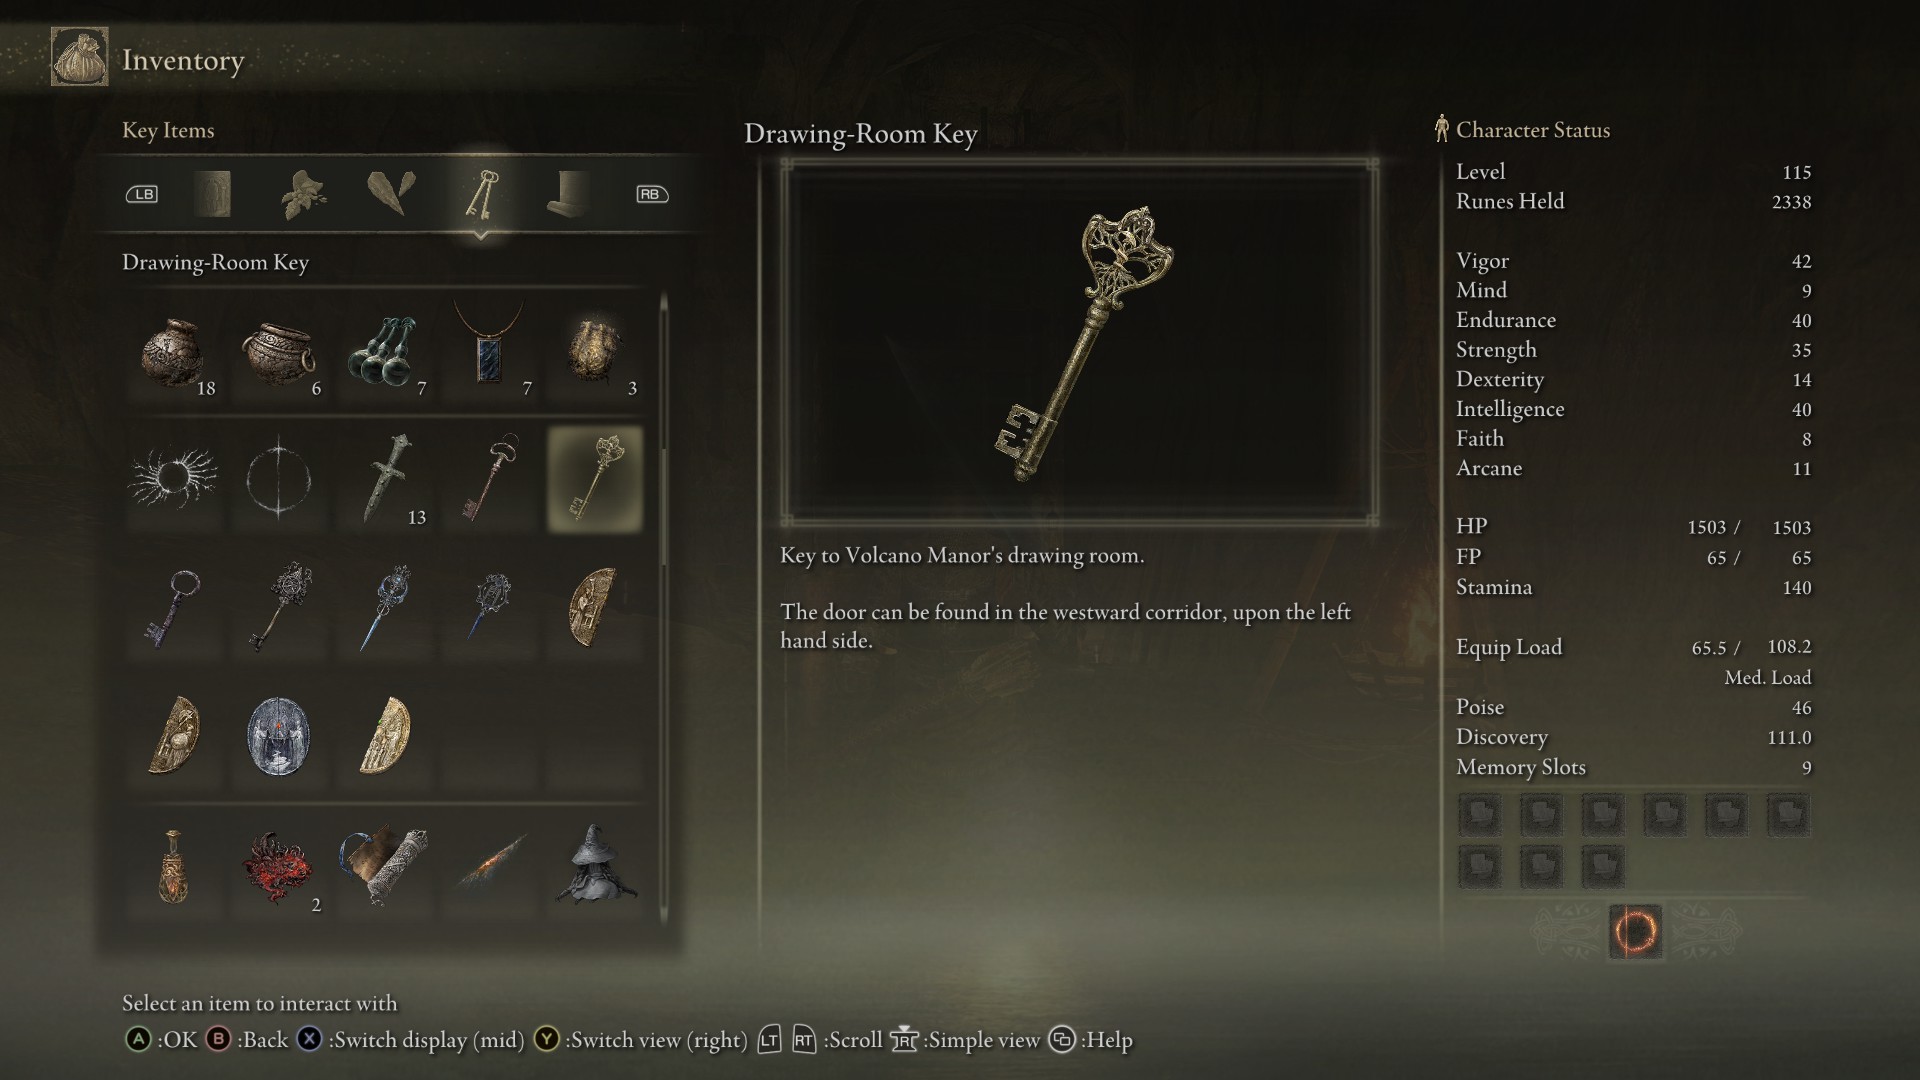 Inventory
Key Items
LB
RB
Drawing-Room Key
18
6
7
7
3
13
2
Drawing-Room Key
Key to Volcano Manor's drawing room.
The door can be found in the westward corridor, upon the left
hand side.
Character Status
Level 115
Runes Held 2338
Vigor 42
Mind 9
Endurance 40
Strength 35
Dexterity 14
Intelligence 40
Faith 8
Arcane 11
HP 1503 / 1503
FP 65 / 65
Stamina 140
Equip Load 65.5 / 108.2
Med. Load
Poise 46
Discovery 111.0
Memory Slots 9
Select an item to interact with
A :OK B :Back X :Switch display (mid) Y :Switch view (right) LT RT :Scroll R :Simple view :Help